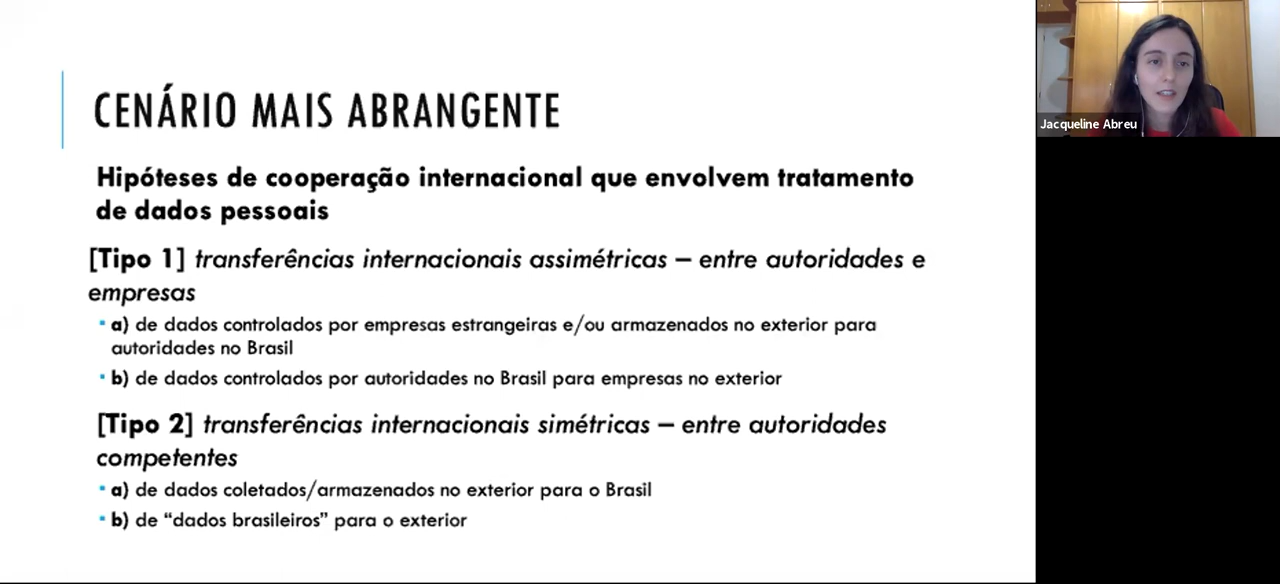 CENÁRIO MAIS ABRANGENTE
Hipóteses de cooperação internacional que envolvem tratamento
de dados pessoais
[Tipo 1] transferências internacionais assimétricas – entre autoridades e
empresas
▪ a) de dados controlados por empresas estrangeiras e/ou armazenados no exterior para
autoridades no Brasil
▪ b) de dados controlados por autoridades no Brasil para empresas no exterior
[Tipo 2] transferências internacionais simétricas – entre autoridades
competentes
▪ a) de dados coletados/armazenados no exterior para o Brasil
▪ b) de “dados brasileiros” para o exterior
Jacqueline Abreu